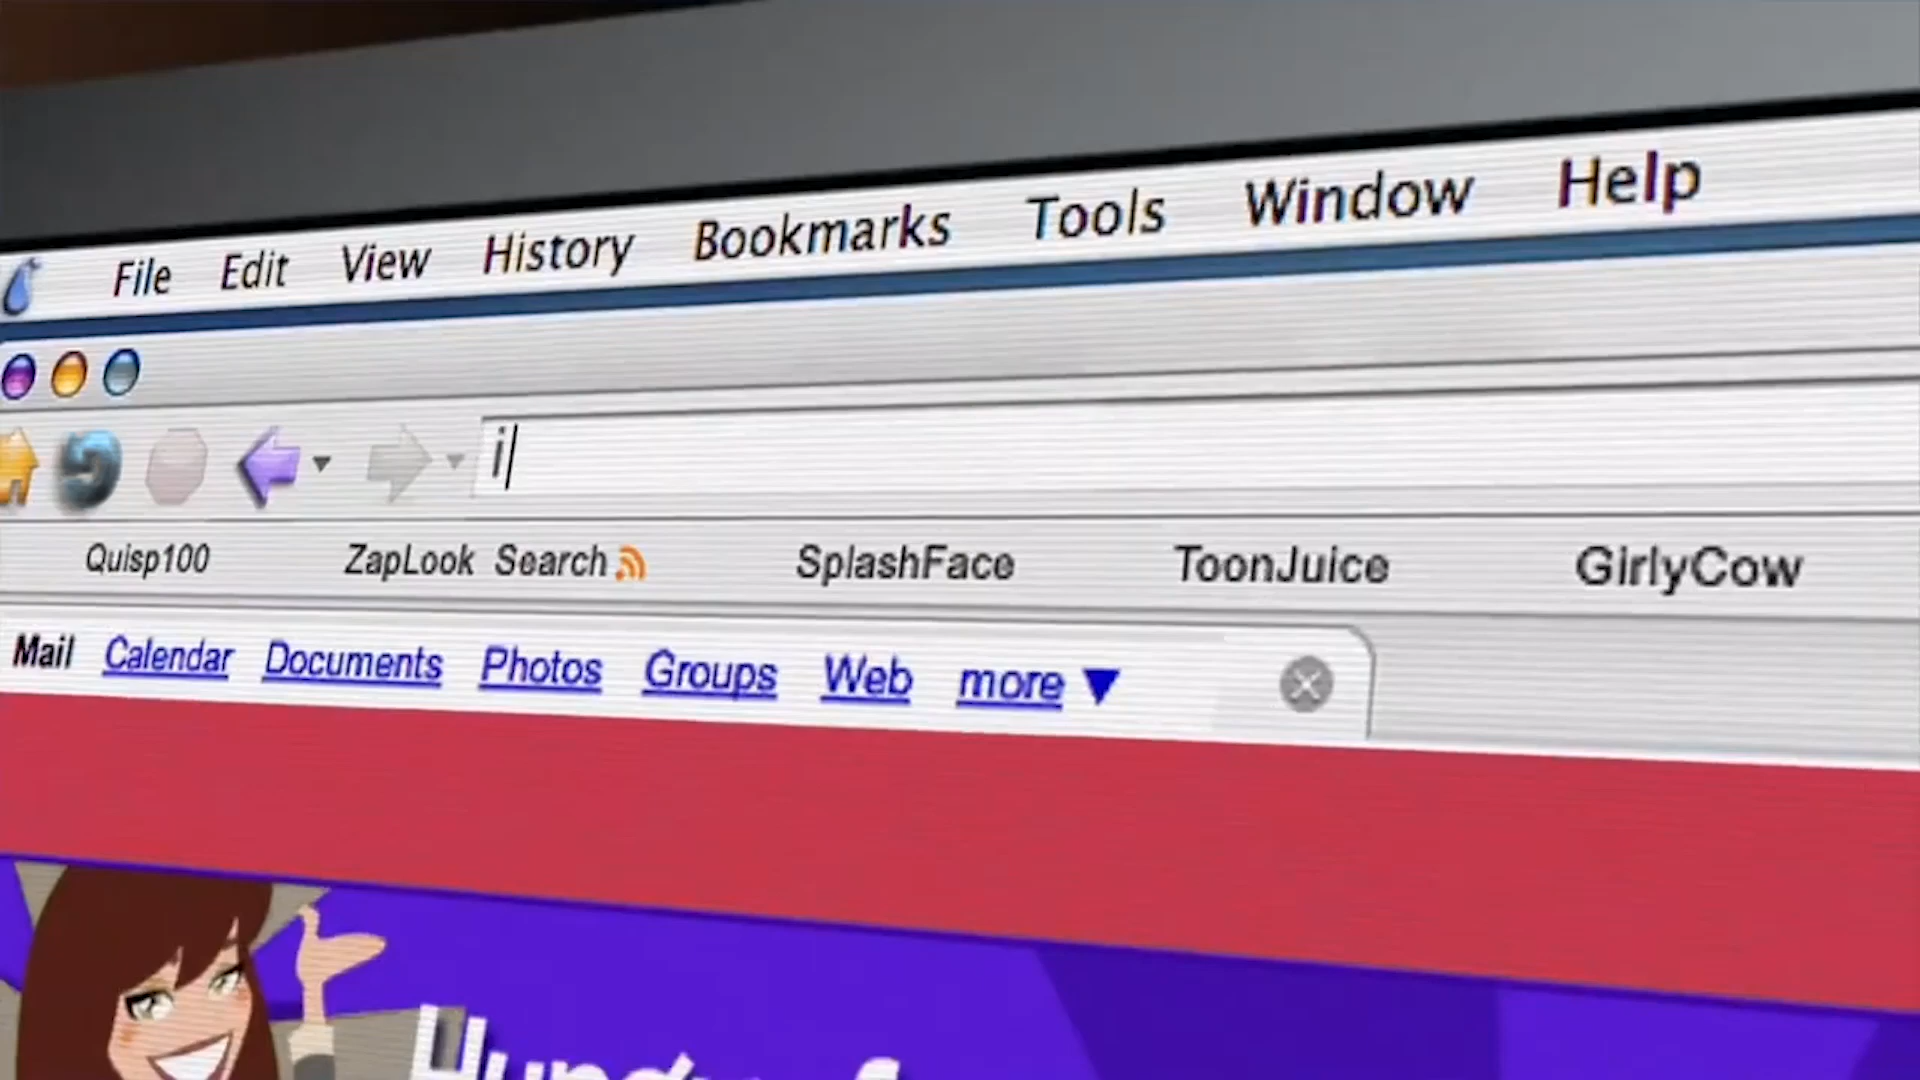 File Edit View History Bookmarks Tools Window Help
i
Quisp100 ZapLook Search SplashFace ToonJuice GirlyCow
Mail Calendar Documents Photos Groups Web more